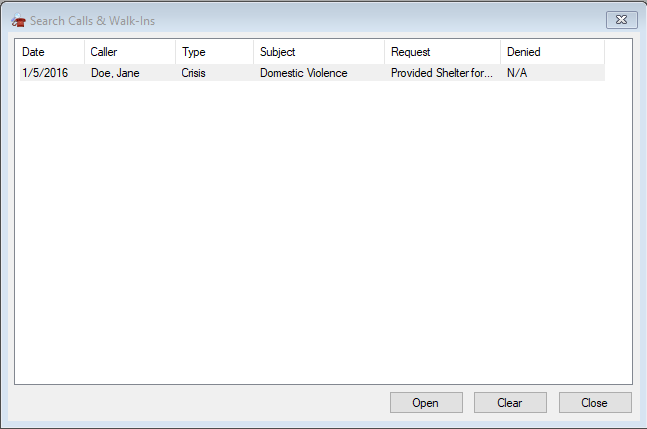 Search Calls & Walk-Ins
Date Caller Type Subject Request Denied
1/5/2016 Doe, Jane Crisis Domestic Violence Provided Shelter for... N/A
Open Clear Close